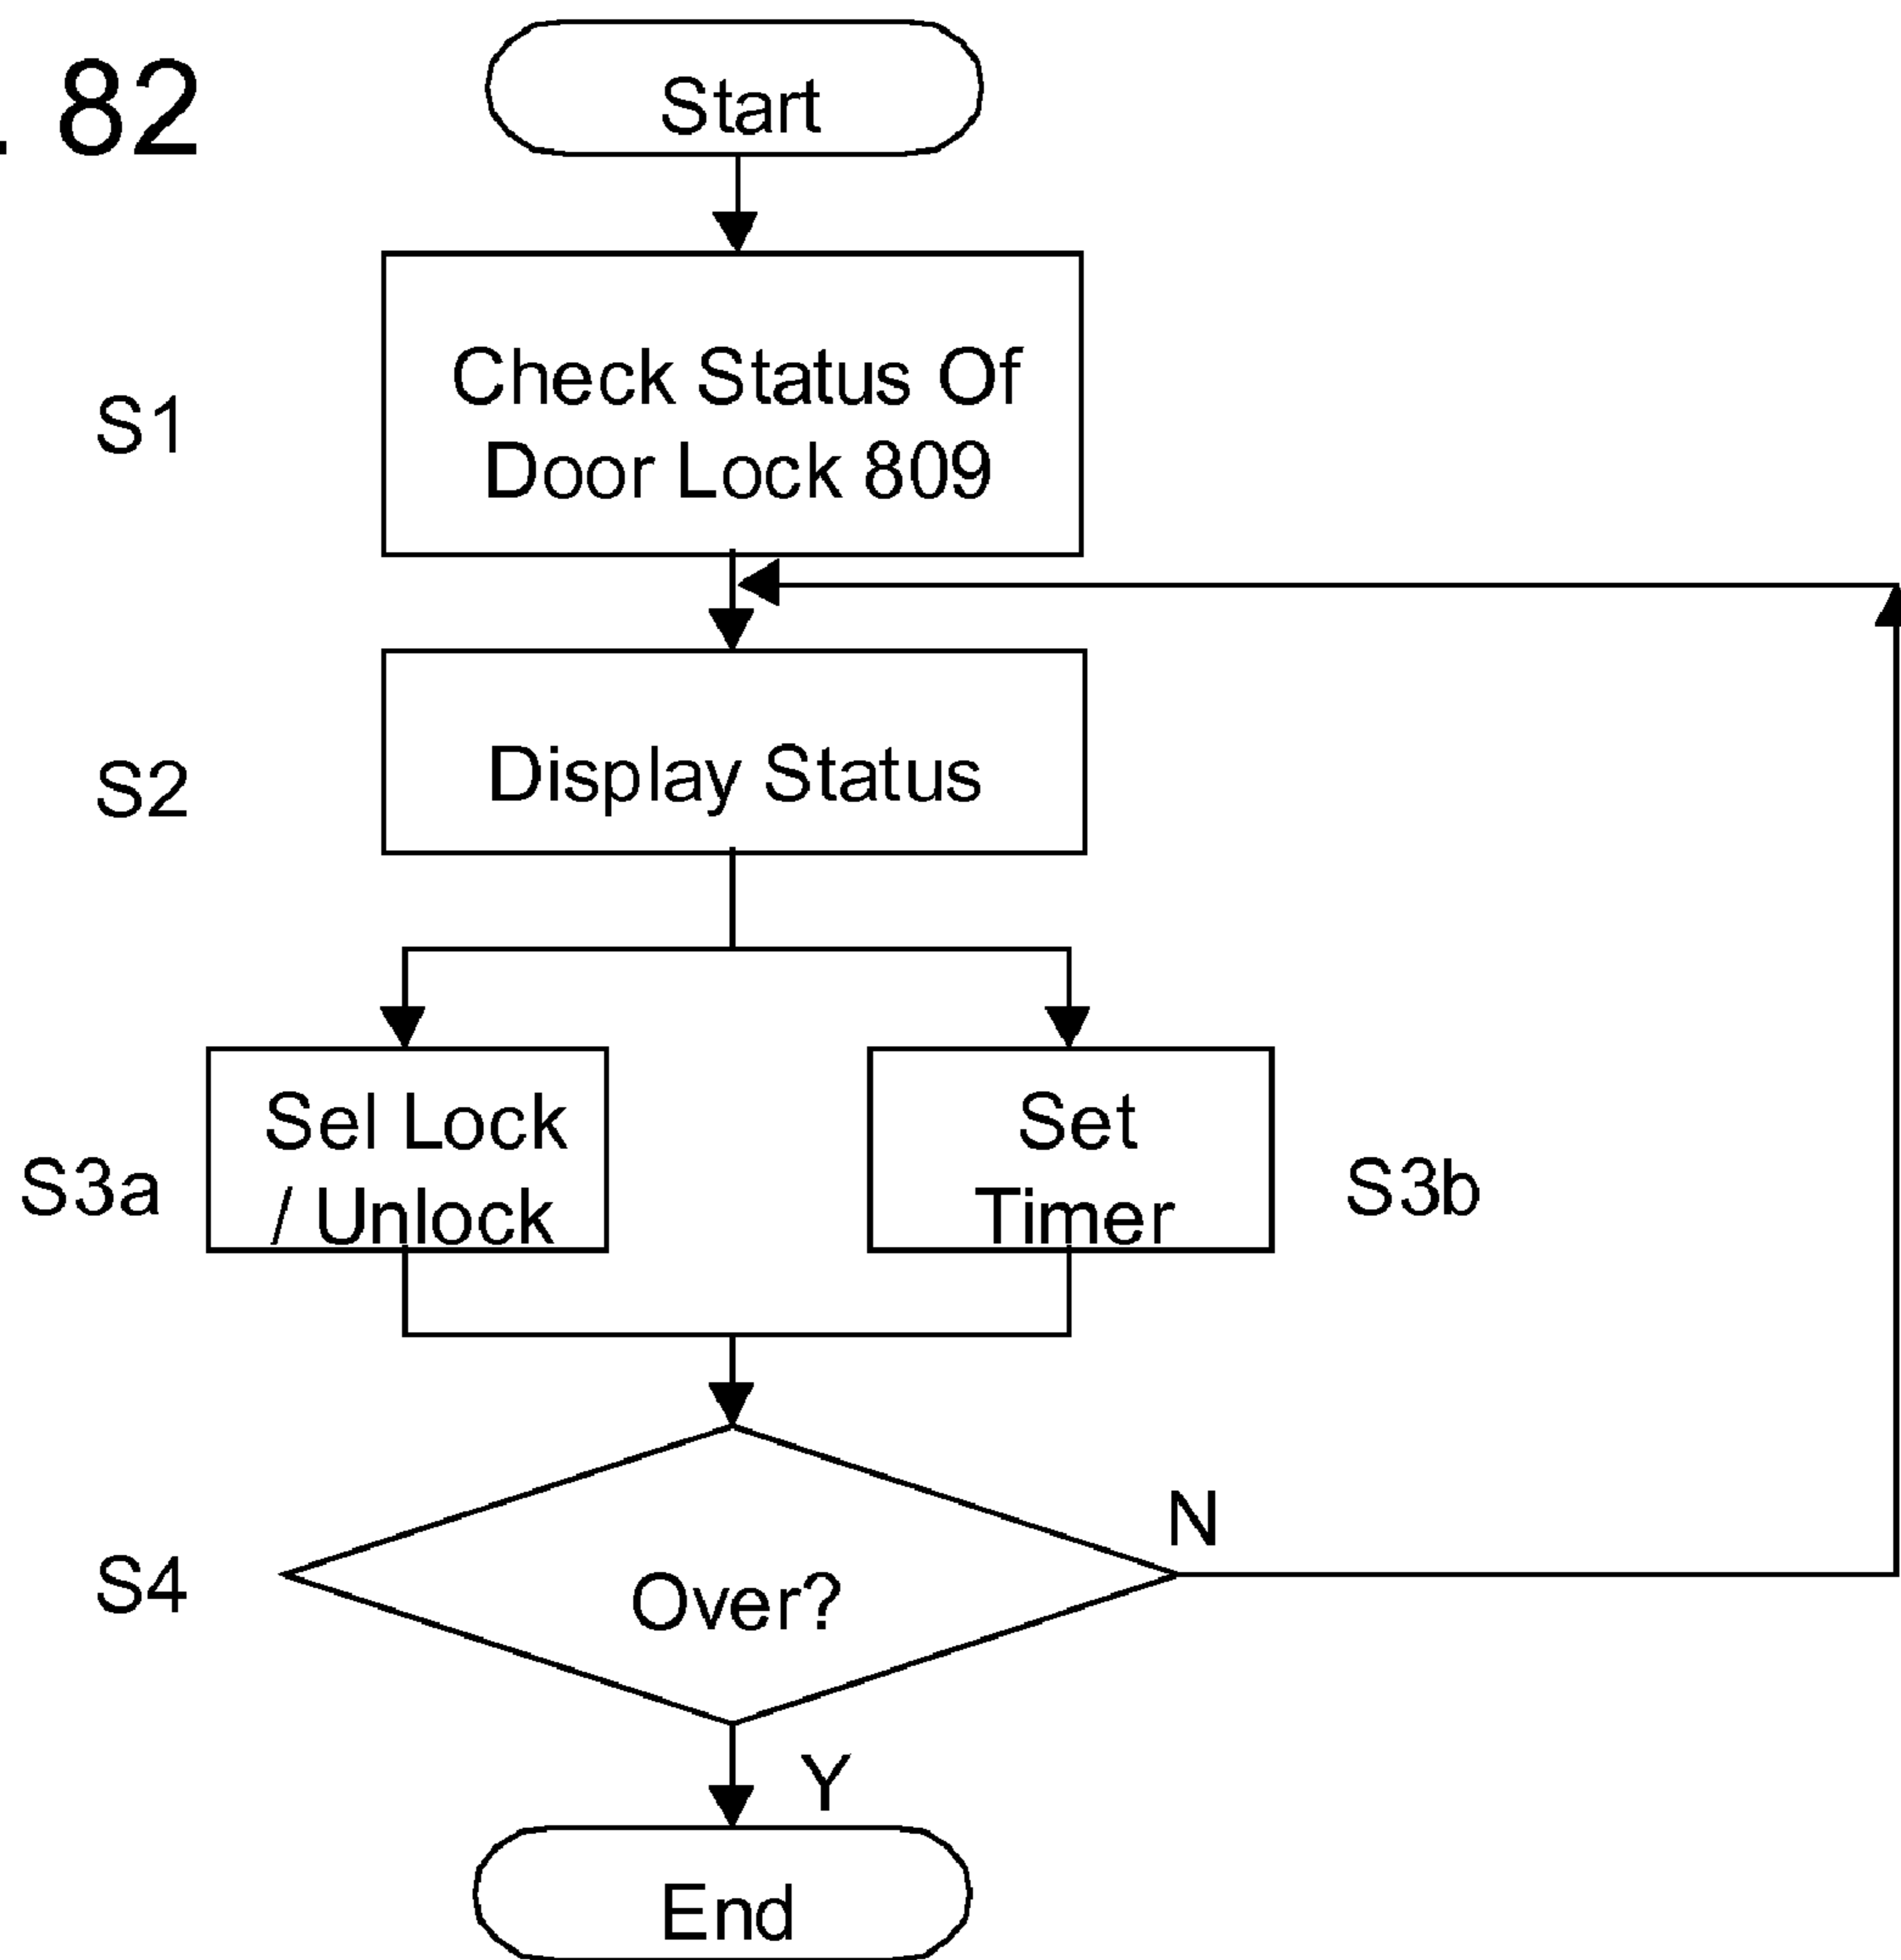 . 82
Start
S1
Check Status Of
Door Lock 809
S2
Display Status
S3a
Sel Lock
/ Unlock
Set
Timer
S3b
S4
Over?
N
Y
End